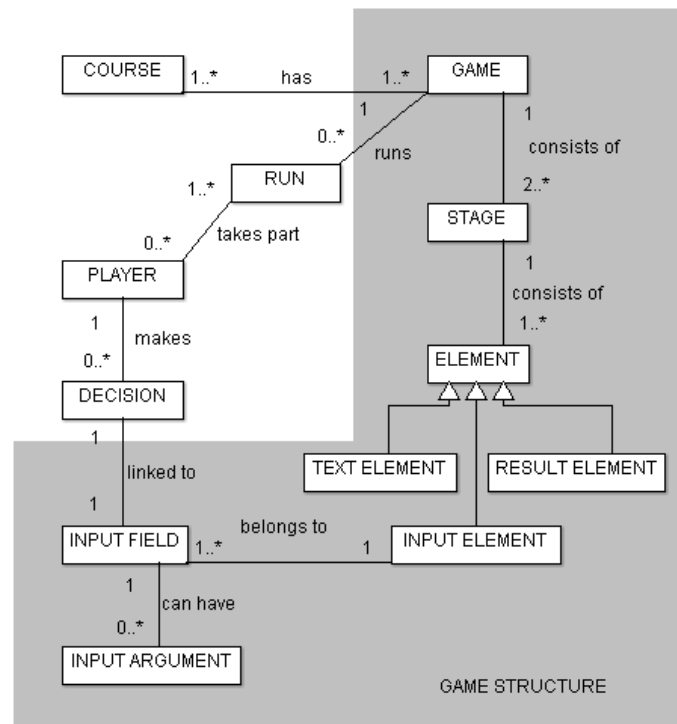 COURSE
1..*
has
1..*
GAME
1
0..*
runs
RUN
1
consists of
2..*
1..*
takes part
0..*
STAGE
PLAYER
1
consists of
1..*
1
makes
0..*
ELEMENT
DECISION
1
linked to
1
TEXT ELEMENT
RESULT ELEMENT
INPUT FIELD
1..*
belongs to
1
INPUT ELEMENT
1
can have
0..*
INPUT ARGUMENT
GAME STRUCTURE